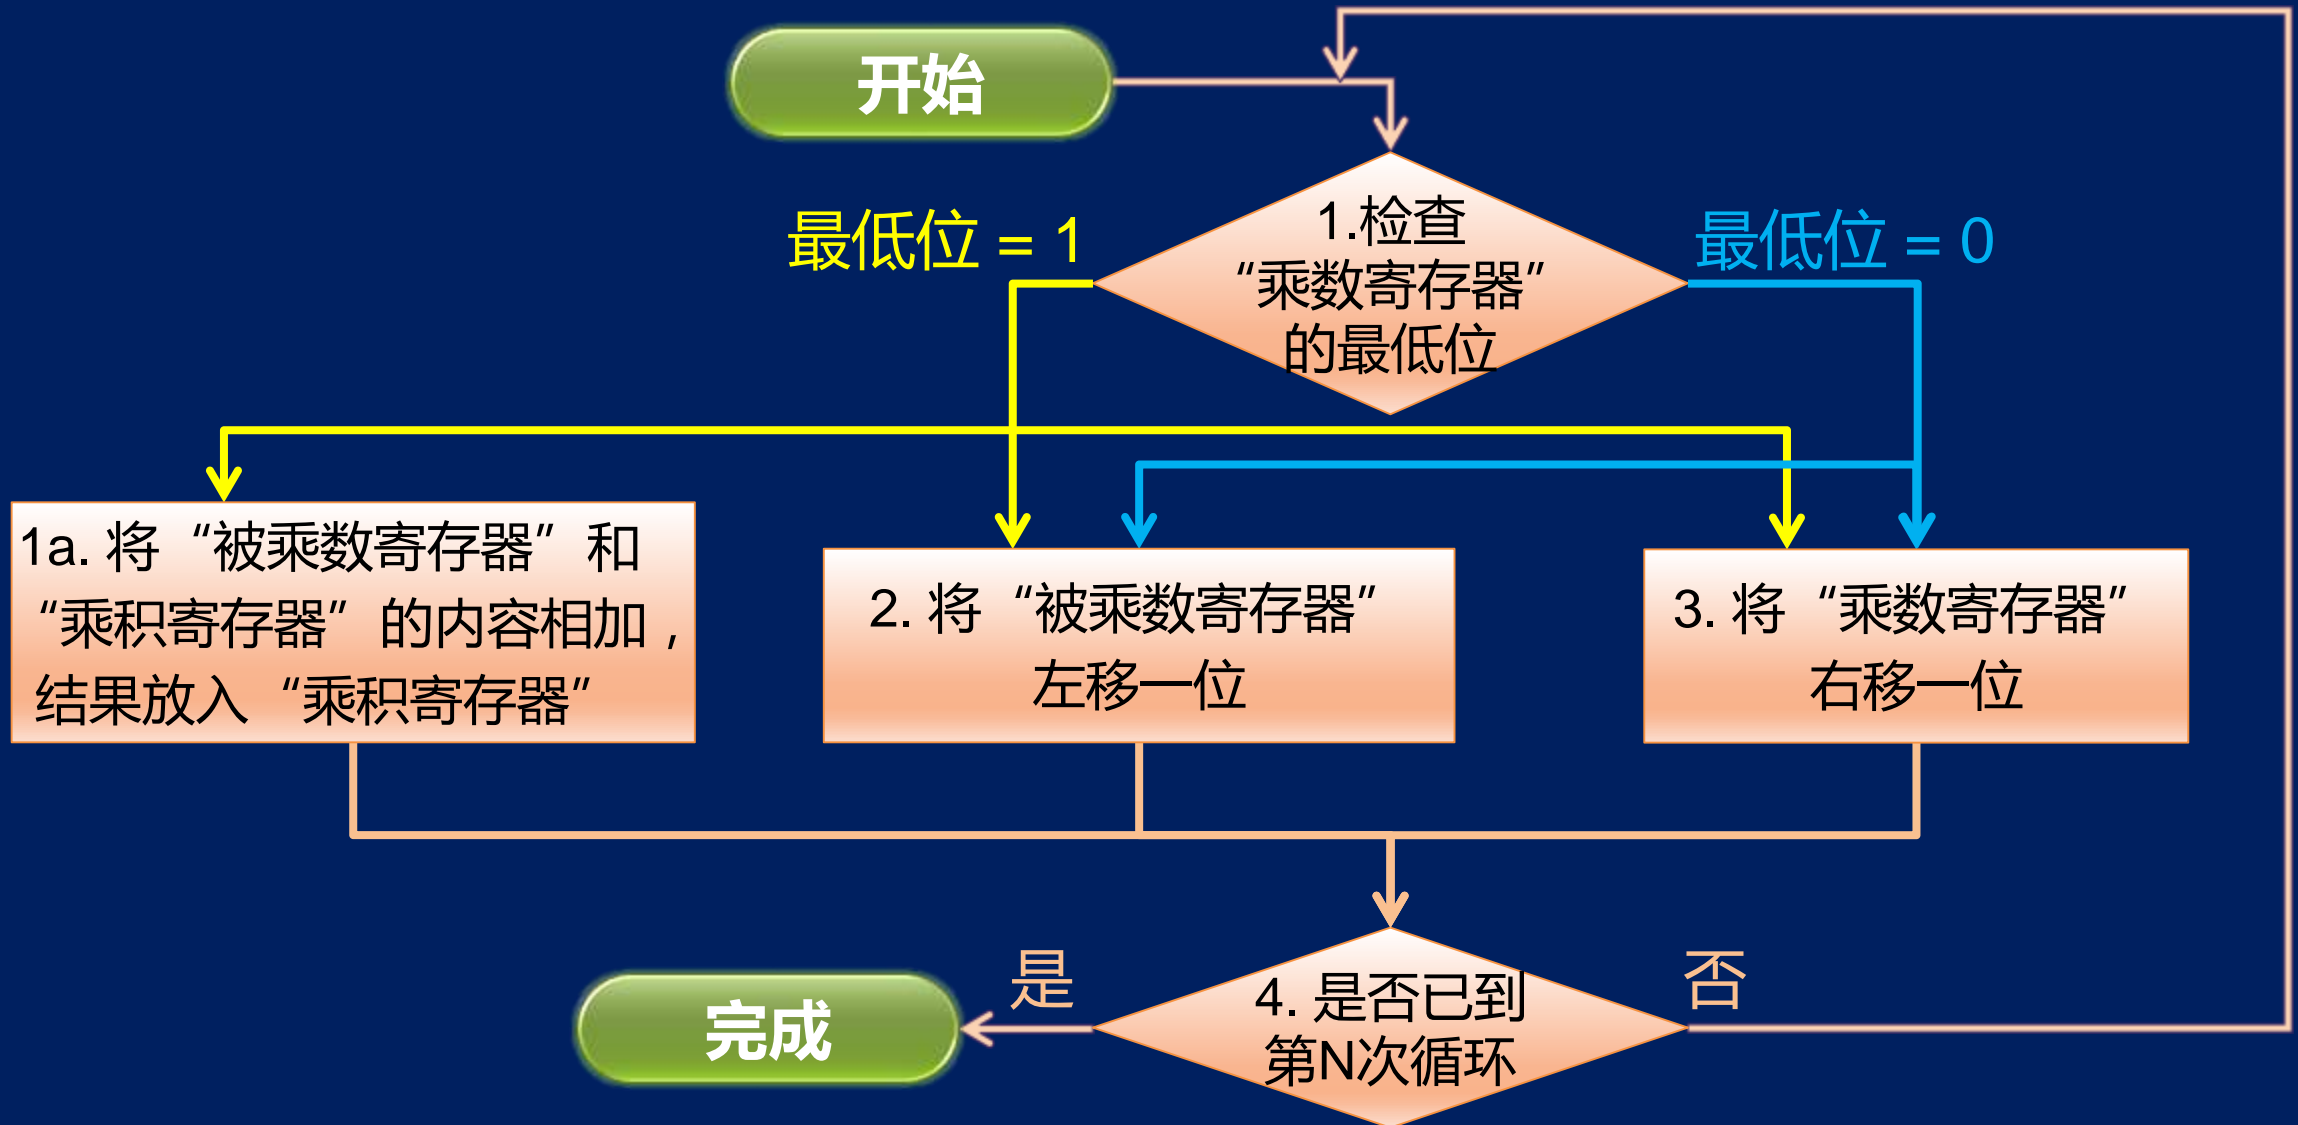 开始
最低位 = 1
1.检查
“乘数寄存器”
的最低位
最低位 = 0
1a. 将“被乘数寄存器”和
“乘积寄存器”的内容相加，
结果放入“乘积寄存器”
2. 将“被乘数寄存器”
左移一位
3. 将“乘数寄存器”
右移一位
完成
是
4. 是否已到
第N次循环
否